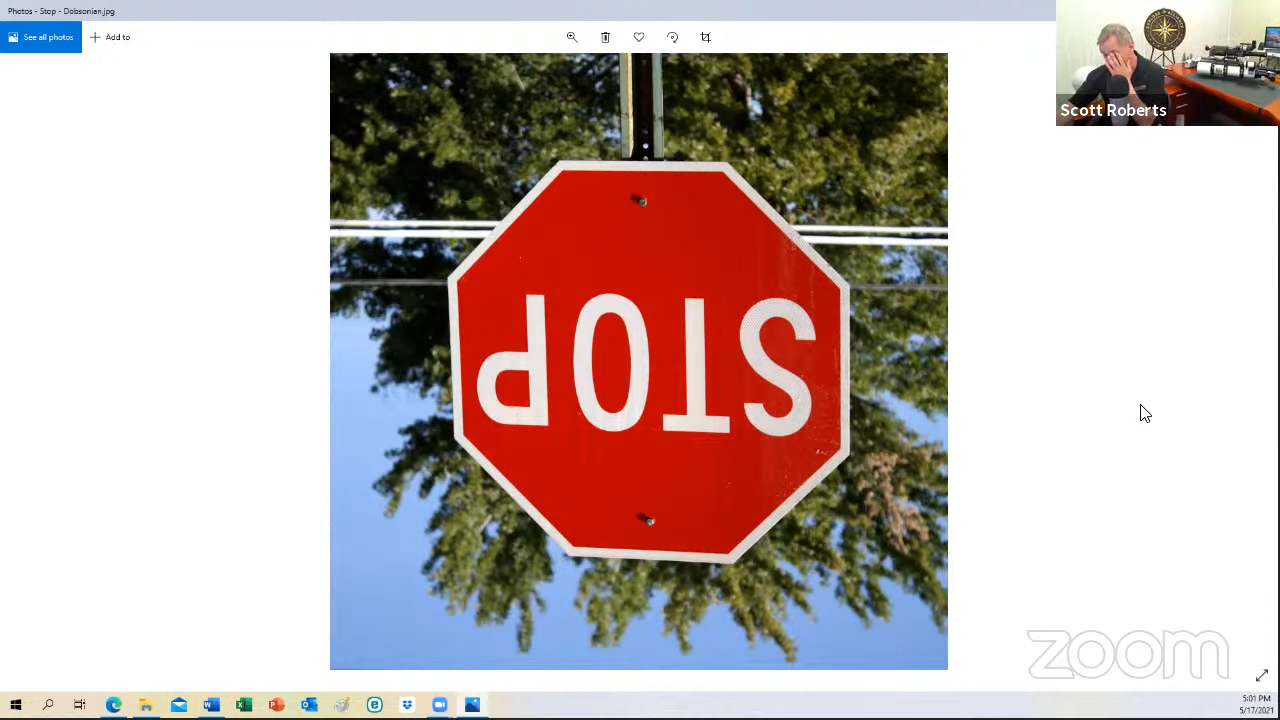 Photos - Stop - Dobsonian.jpg
See all photos
Add to
Scott Roberts
STOP
zoom
5:01 PM
5/17/2021